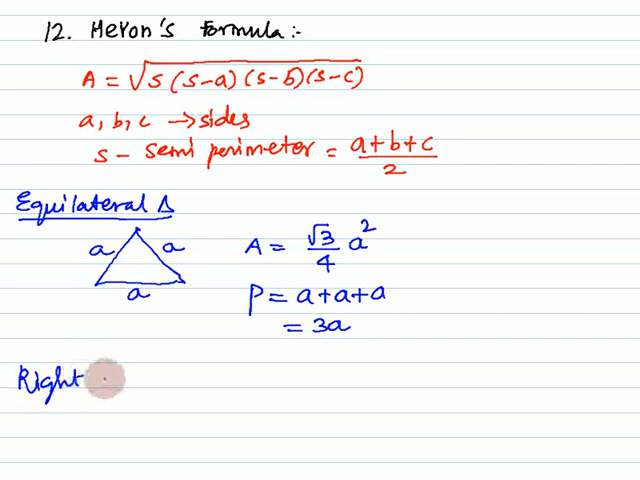 12. Heron's formula:-
A = √s(s-a)(s-b)(s-c)
a, b, c → sides
s - semi perimeter = a+b+c/2
Equilateral Δ
a a
a
A = √3/4 a²
P = a+a+a
= 3a
Right